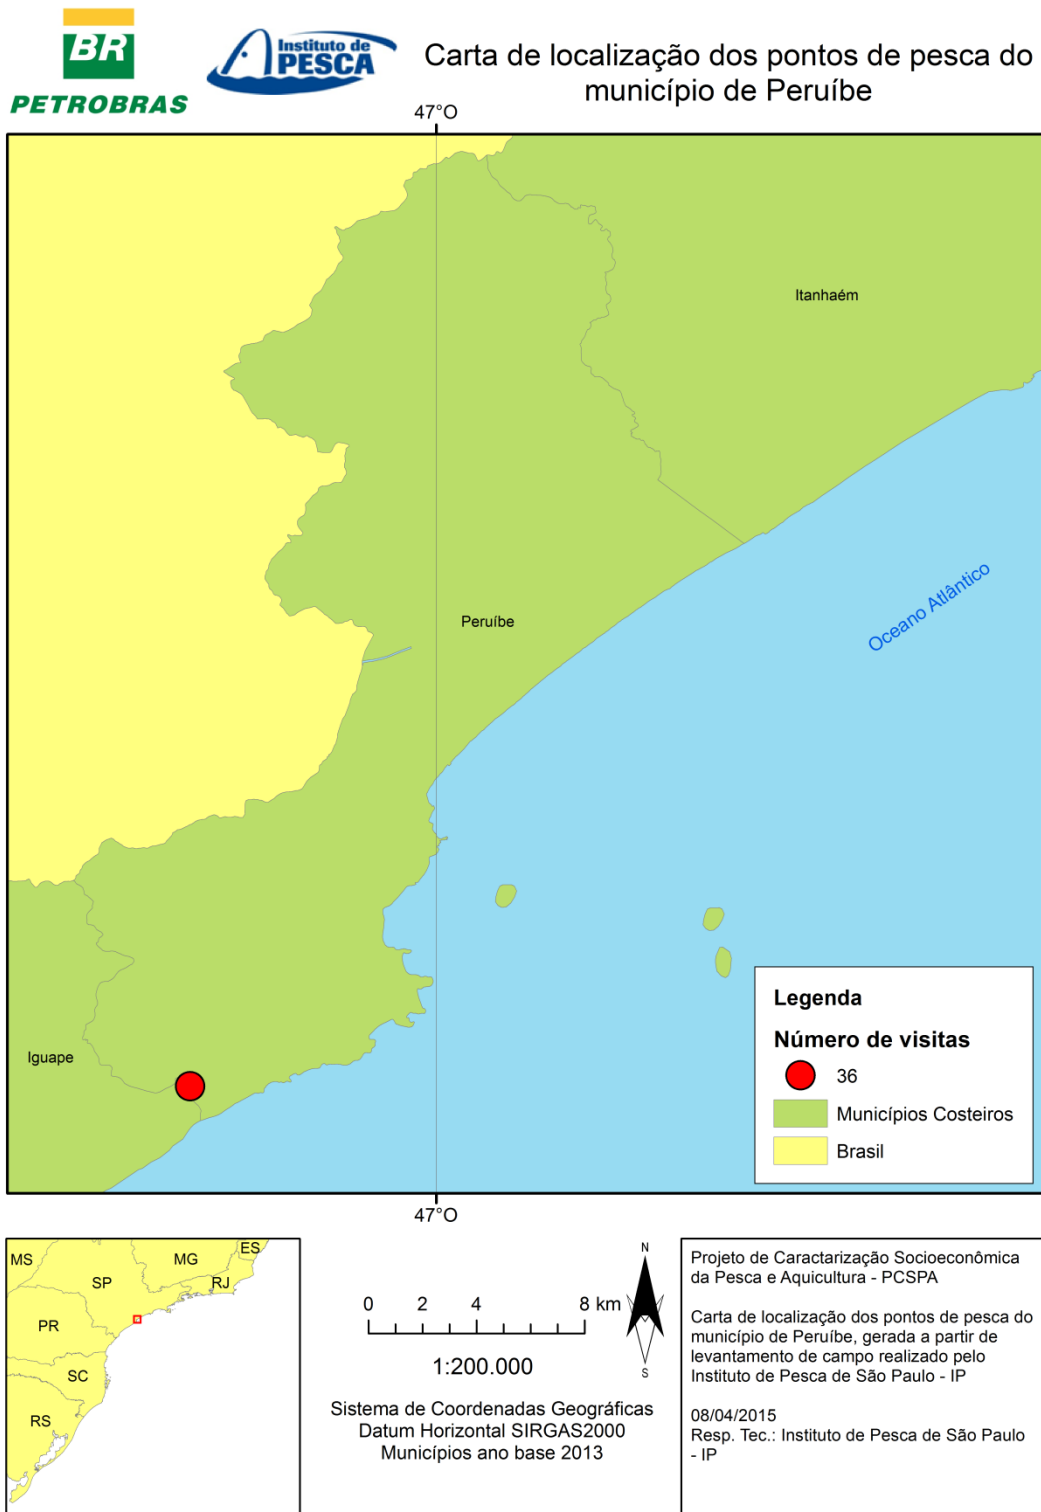 BR
PETROBRAS
Instituto de
PESCA
Carta de localização dos pontos de pesca do
município de Peruíbe
47°O
Itanhaém
Oceano Atlântico
Peruíbe
Iguape
Legenda
Número de visitas
36
Municípios Costeiros
Brasil
47°O
MS
MG
ES
SP
RJ
PR
SC
RS
0 2 4 8 km
1:200.000
Sistema de Coordenadas Geográficas
Datum Horizontal SIRGAS2000
Municípios ano base 2013
N
S
Projeto de Caractarização Socioeconômica
da Pesca e Aquicultura - PCSPA
Carta de localização dos pontos de pesca do
município de Peruíbe, gerada a partir de
levantamento de campo realizado pelo
Instituto de Pesca de São Paulo - IP
08/04/2015
Resp. Tec.: Instituto de Pesca de São Paulo
- IP